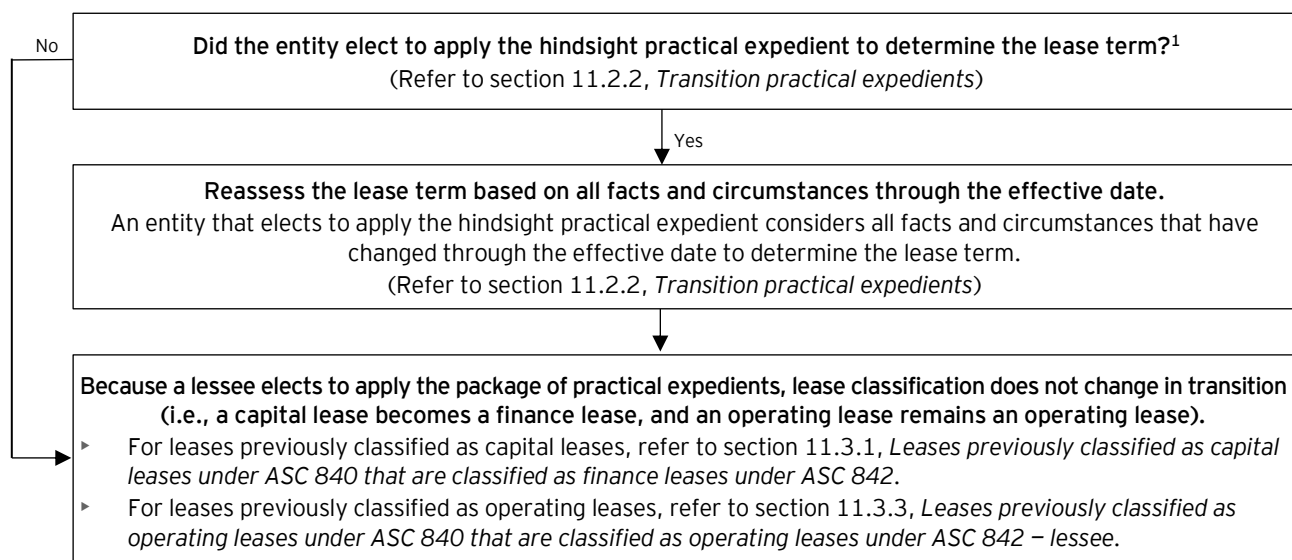 No
Did the entity elect to apply the hindsight practical expedient to determine the lease term?¹
(Refer to section 11.2.2, Transition practical expedients)
Yes
Reassess the lease term based on all facts and circumstances through the effective date.
An entity that elects to apply the hindsight practical expedient considers all facts and circumstances that have
changed through the effective date to determine the lease term.
(Refer to section 11.2.2, Transition practical expedients)
Because a lessee elects to apply the package of practical expedients, lease classification does not change in transition
(i.e., a capital lease becomes a finance lease, and an operating lease remains an operating lease).
For leases previously classified as capital leases, refer to section 11.3.1, Leases previously classified as capital
leases under ASC 840 that are classified as finance leases under ASC 842.
For leases previously classified as operating leases, refer to section 11.3.3, Leases previously classified as
operating leases under ASC 840 that are classified as operating leases under ASC 842 – lessee.